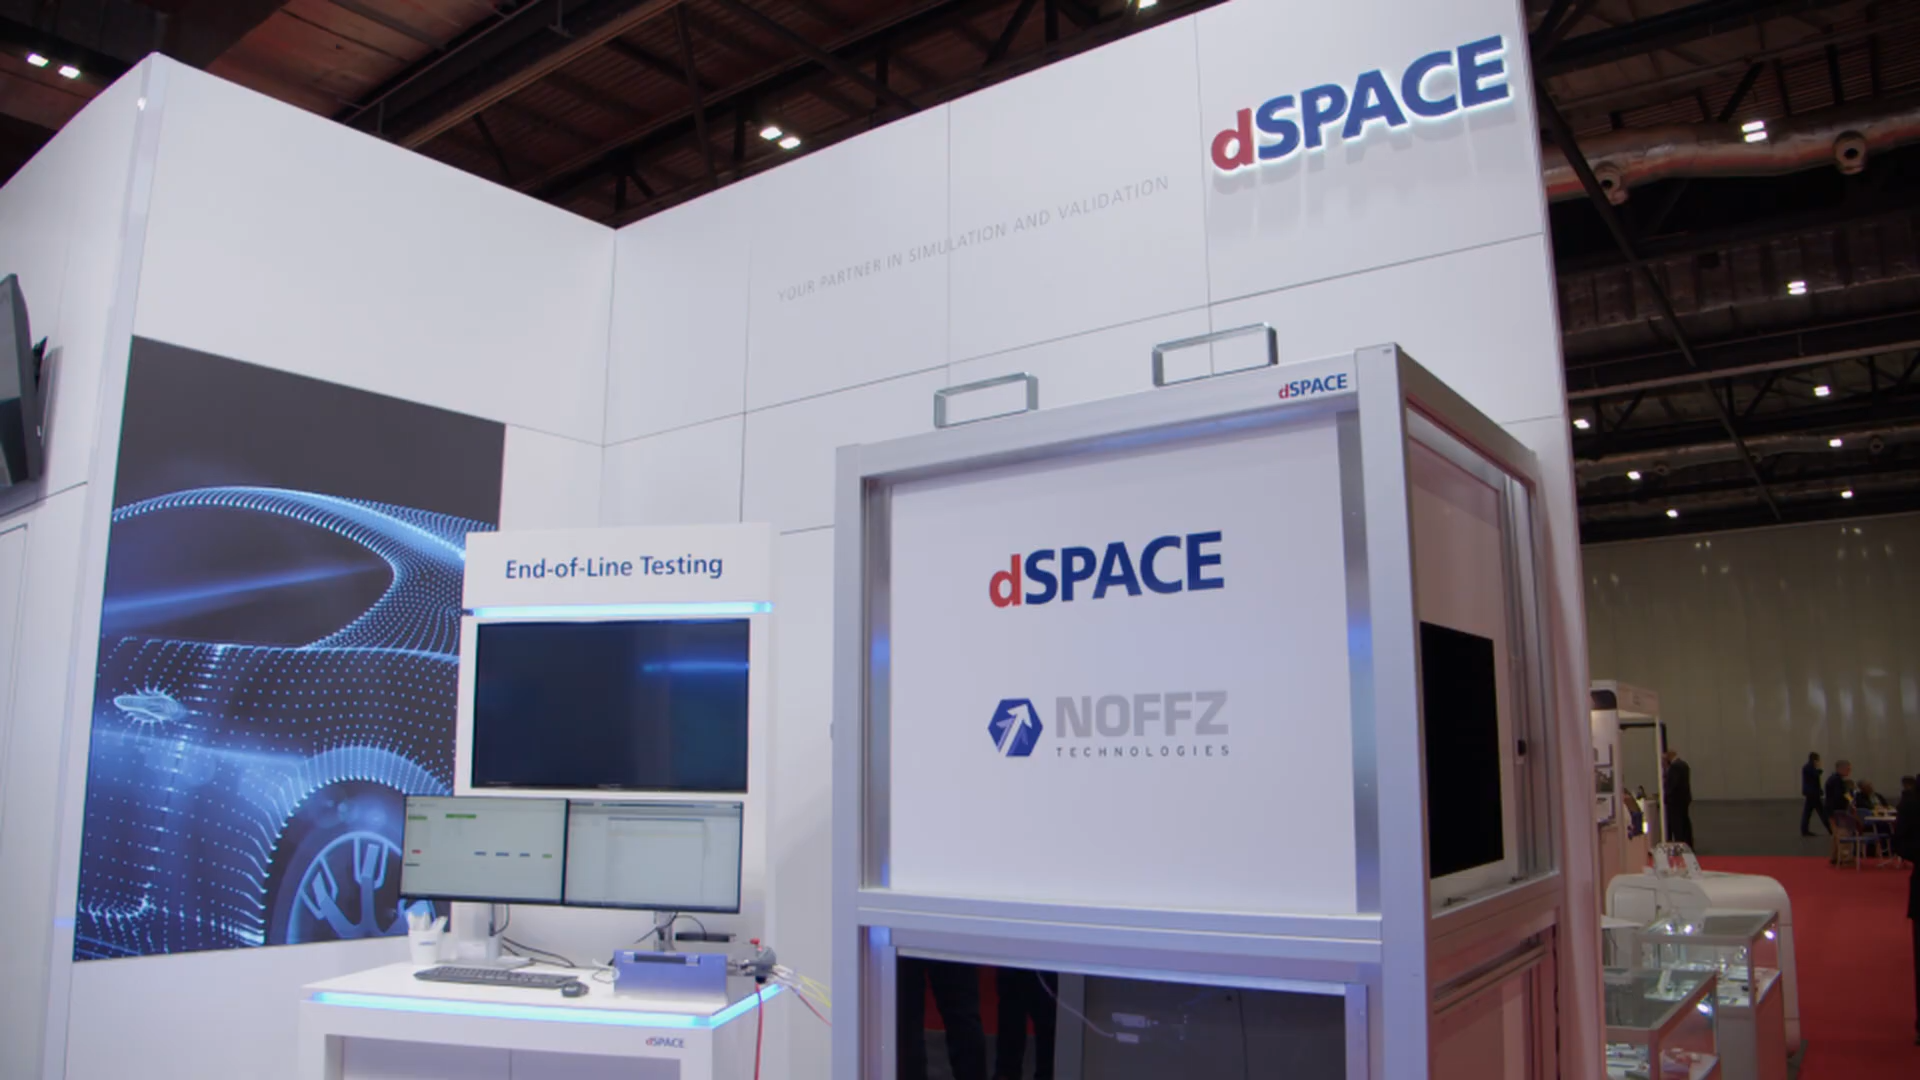 dSPACE
YOUR PARTNER IN SIMULATION AND VALIDATION
dSPACE
End-of-Line Testing
dSPACE
NOFFZ
TECHNOLOGIES
dSPACE